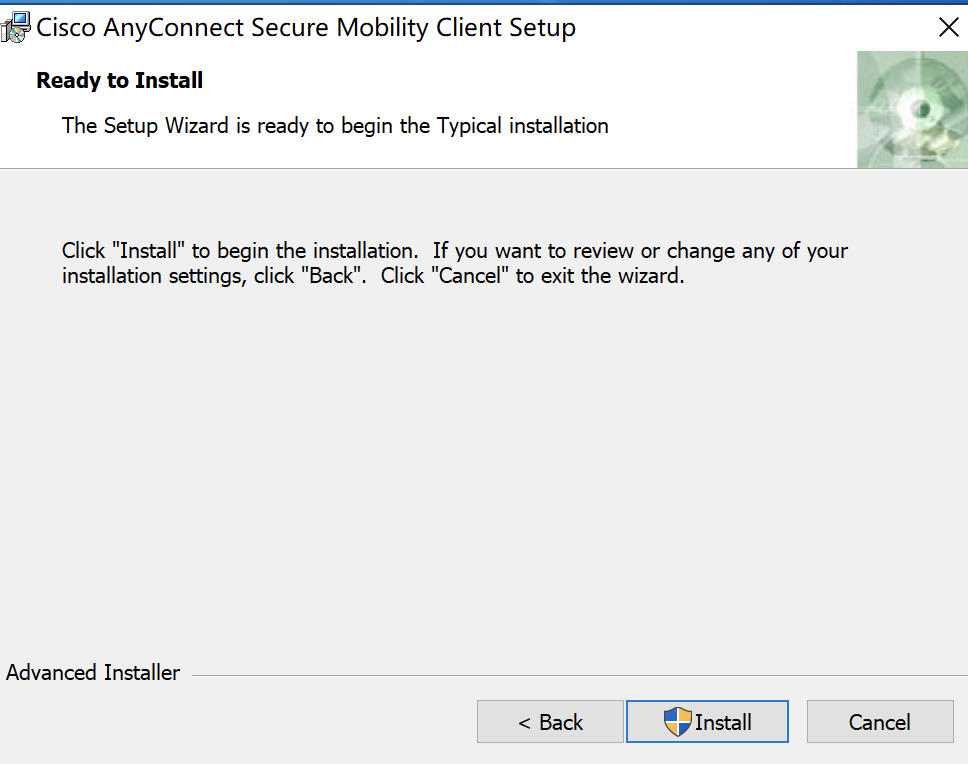 Cisco AnyConnect Secure Mobility Client Setup
Ready to Install
The Setup Wizard is ready to begin the Typical installation
Click "Install" to begin the installation.  If you want to review or change any of your
installation settings, click "Back".  Click "Cancel" to exit the wizard.
Advanced Installer
< Back
Install
Cancel